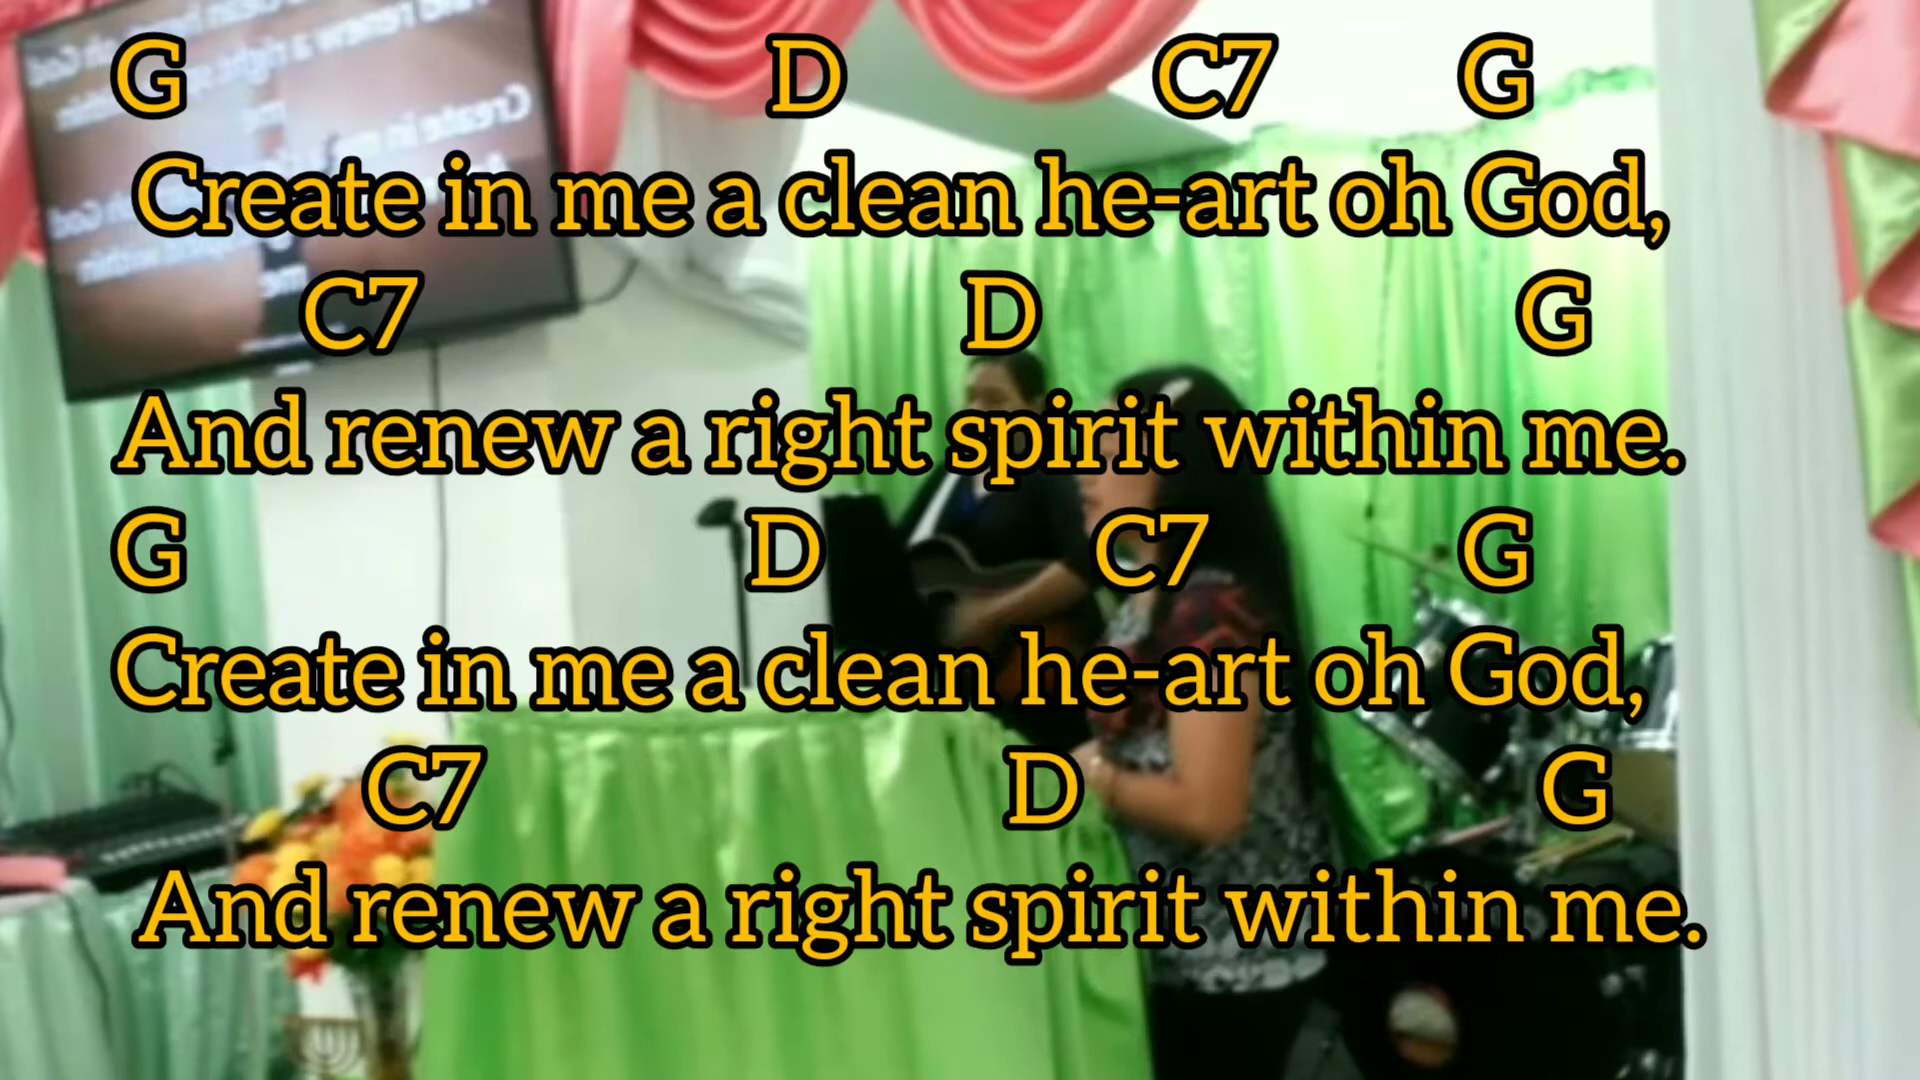 G D C7 G
Create in me a clean he-art oh God,
C7 D G
And renew a right spirit within me.
G D C7 G
Create in me a clean he-art oh God,
C7 D G
And renew a right spirit within me.